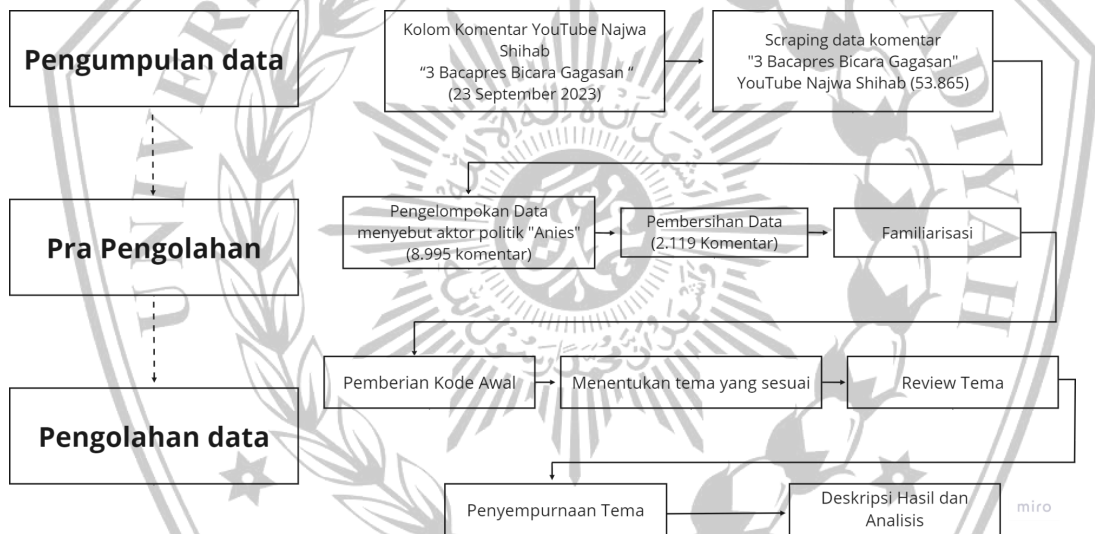 Pengumpulan data
Kolom Komentar YouTube Najwa
Shihab
“3 Bacapres Bicara Gagasan “
(23 September 2023)
Scraping data komentar
"3 Bacapres Bicara Gagasan"
YouTube Najwa Shihab (53.865)
Pra Pengolahan
Pengelompokan Data
menyebut aktor politik "Anies"
(8.995 komentar)
Pembersihan Data
(2.119 Komentar)
Familiarisasi
Pengolahan data
Pemberian Kode Awal
Menentukan tema yang sesuai
Review Tema
Penyempurnaan Tema
Deskripsi Hasil dan
Analisis
miro